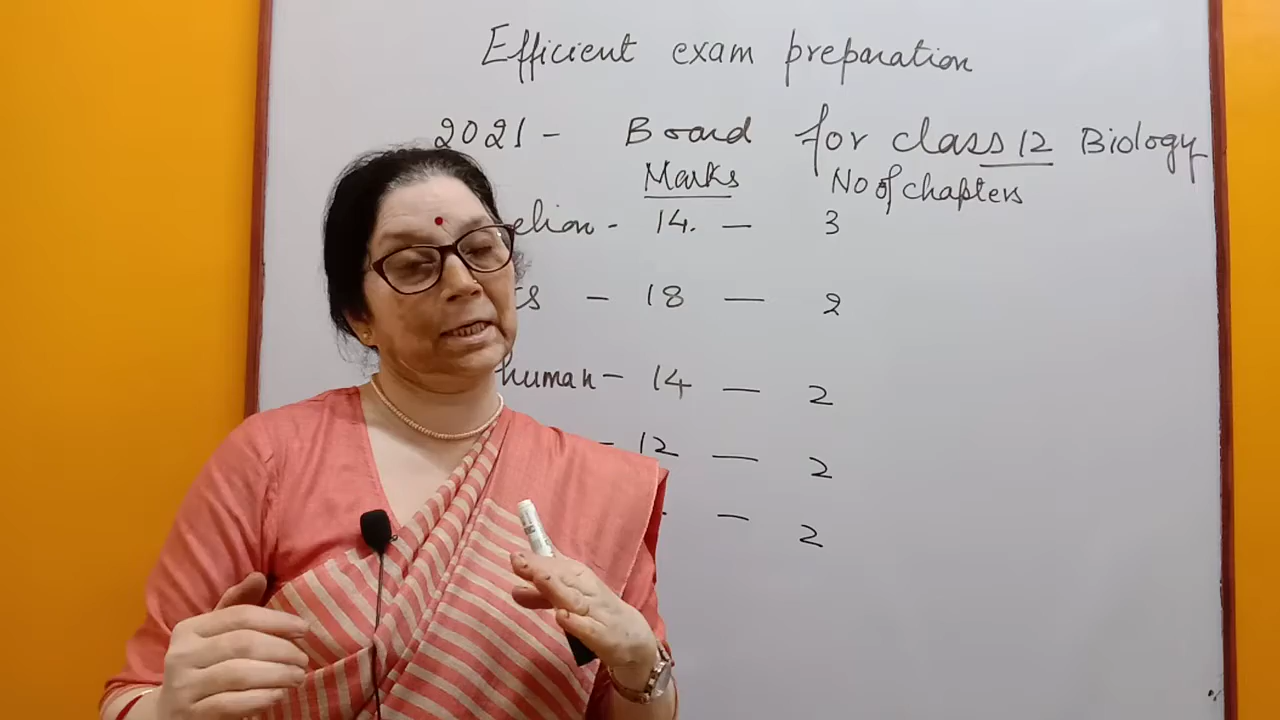 Efficient exam preparation
2021 - Board for class 12 Biology
Marks No of chapters
14. — 3
- 18 — 2
human - 14 — 2
- 12 — 2
— 2